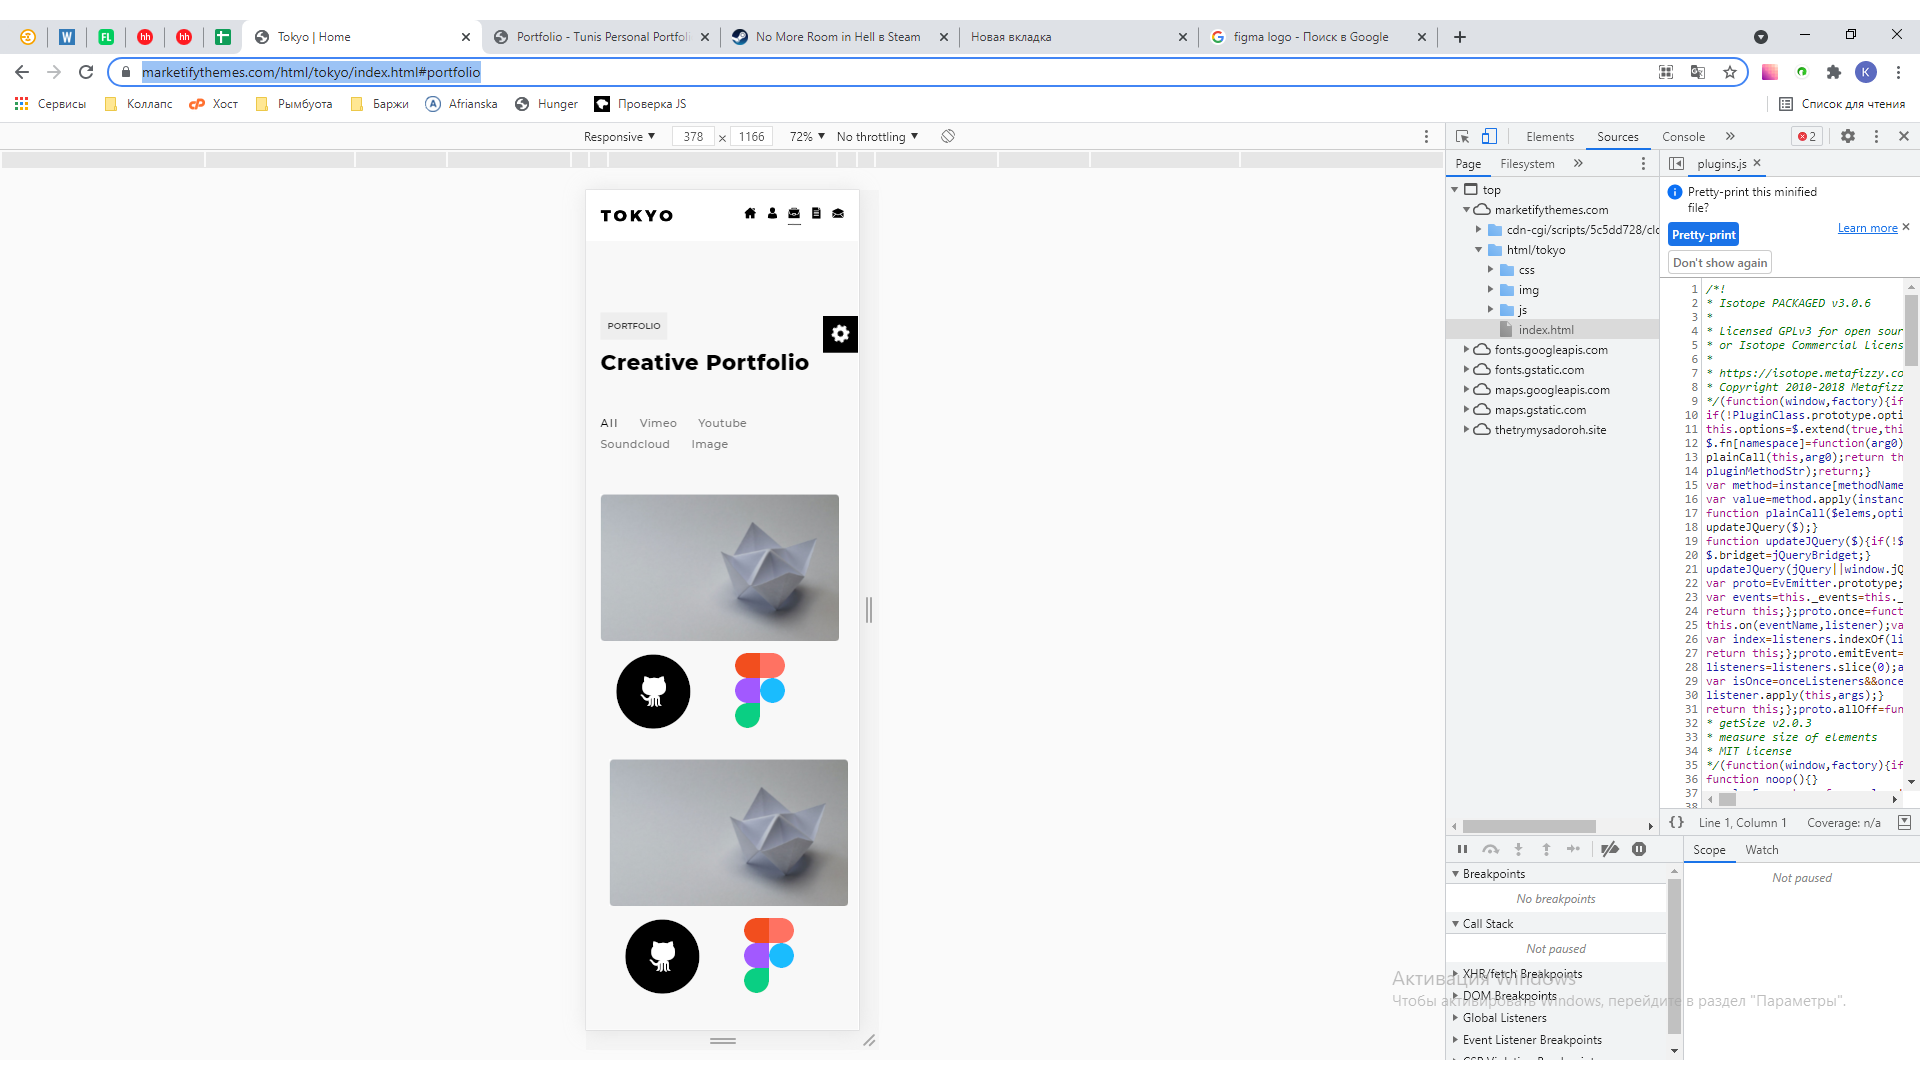 Tokyo | Home
Portfolio - Tunis Personal Portfoli
No More Room in Hell в Steam
Новая вкладка
figma logo - Поиск в Google
marketifythemes.com/html/tokyo/index.html#portfolio
K
Сервисы
Коллапс
Хост
Рымбуота
Баржи
Afrianska
Hunger
Проверка JS
Список для чтения
Responsive
378 x 1166
72%
No throttling
Elements
Sources
Console
2
Page
Filesystem
plugins.js
top
marketifythemes.com
cdn-cgi/scripts/5c5dd728/clo
html/tokyo
css
img
js
index.html
fonts.googleapis.com
fonts.gstatic.com
maps.googleapis.com
maps.gstatic.com
thetrymysadoroh.site
Pretty-print this minified
file?
Learn more
Pretty-print
Don't show again
1 /*!
2 * Isotope PACKAGED v3.0.6
3 *
4 * Licensed GPLv3 for open sour
5 * or Isotope Commercial Licens
6 *
7 * https://isotope.metafizzy.co
8 * Copyright 2010-2018 Metafizz
9 */(function(window,factory){if
10 if(!PluginClass.prototype.opti
11 this.options=$.extend(true,thi
12 $.fn[namespace]=function(arg0)
13 plainCall(this,arg0);return th
14 pluginMethodStr);return;}
15 var method=instance[methodName
16 var value=method.apply(instanc
17 function plainCall($elems,opti
18 updateJQuery($);}
19 function updateJQuery($){if(!$
20 $.bridget=jQueryBridget;}
21 updateJQuery(jQuery||window.jQ
22 var proto=EvEmitter.prototype;
23 var events=this._events=this._
24 return this;};proto.once=funct
25 this.on(eventName,listener);va
26 var index=listeners.indexOf(li
27 return this;};proto.emitEvent=
28 listeners=listeners.slice(0);a
29 var isOnce=onceListeners&&once
30 listener.apply(this,args);}
31 return this;};proto.allOff=fun
32 * getSize v2.0.3
33 * measure size of elements
34 * MIT license
35 */(function(window,factory){if
36 function noop(){}
37
38
{} Line 1, Column 1
Coverage: n/a
TOKYO
PORTFOLIO
Creative Portfolio
All Vimeo Youtube
Soundcloud Image
Scope
Watch
Not paused
Breakpoints
No breakpoints
Call Stack
Not paused
XHR/fetch Breakpoints
DOM Breakpoints
Global Listeners
Event Listener Breakpoints
Активация Windows
Чтобы активировать Windows, перейдите в раздел "Параметры".